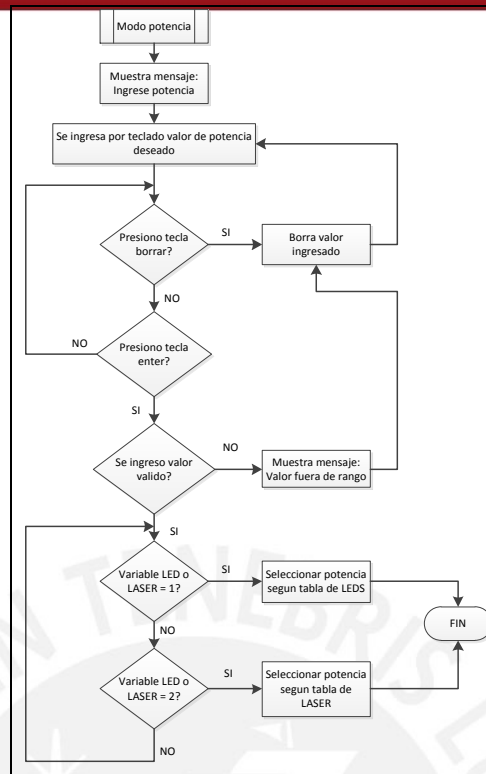 Modo potencia
Muestra mensaje:
Ingrese potencia
Se ingresa por teclado valor de potencia
deseado
Presiono tecla
borrar?
SI
Borra valor
ingresado
NO
Presiono tecla
enter?
NO
SI
Se ingreso valor
valido?
NO
Muestra mensaje:
Valor fuera de rango
SI
Variable LED o
LASER = 1?
SI
Seleccionar potencia
segun tabla de LEDS
FIN
NO
Variable LED o
LASER = 2?
SI
Seleccionar potencia
segun tabla de
LASER
NO
EN TENEBRIS L